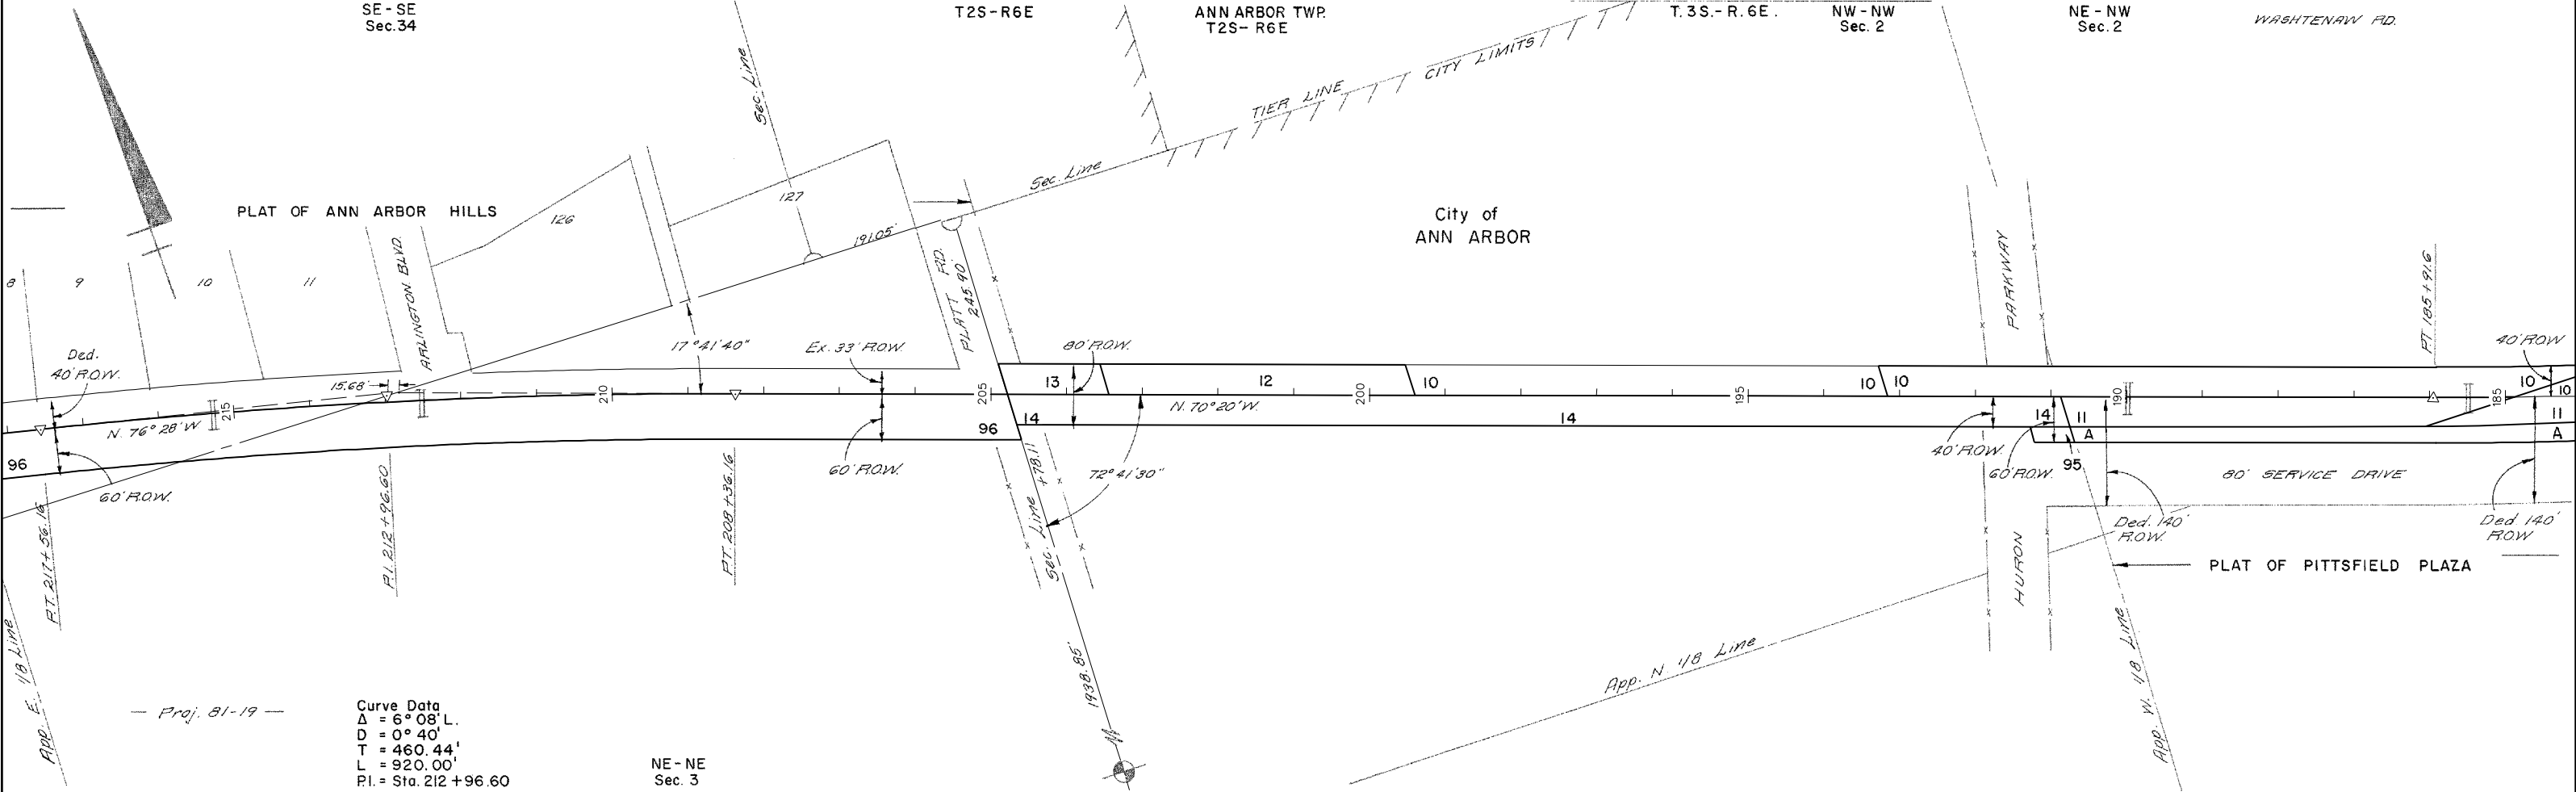 SE - SE
Sec. 34
T2S-R6E
ANN ARBOR TWP.
T2S-R6E
T. 3 S.- R. 6 E.
NW - NW
Sec. 2
NE - NW
Sec. 2
WASHTENAW RD.
Sec. Line
TIER LINE
CITY LIMITS
Sec. Line
PLAT OF ANN ARBOR HILLS
126
127
191.05'
City of
ANN ARBOR
8
9
10
11
ARLINGTON BLVD.
PLATT RD.
245.90'
PARKWAY
P.T. 185+91.6
Ded.
40' R.O.W.
15.68'
17°41'40"
Ex. 33' R.O.W.
80' R.O.W.
40' R.O.W.
13
12
10
10
10
10
10
215
210
205
200
195
190
185
N. 76° 28' W
N. 70° 20' W.
96
96
14
14
14
11
11
A
A
95
60' R.O.W.
60' R.O.W.
72°41'30"
40' R.O.W.
60' R.O.W.
80' SERVICE DRIVE
Ded. 140'
R.O.W.
Ded. 140'
R.O.W.
P.T. 217+56.16
P.I. 212+96.60
P.T. 208+36.16
Sec. Line
+78.11
HURON
PLAT OF PITTSFIELD PLAZA
App. E. 1/8 Line
1938.85'
App. N. 1/8 Line
App. W. 1/8 Line
— Proj. 81-19 —
Curve Data
Δ = 6° 08' L.
D = 0° 40'
T = 460.44'
L = 920.00'
P.I. = Sta. 212 + 96.60
NE - NE
Sec. 3